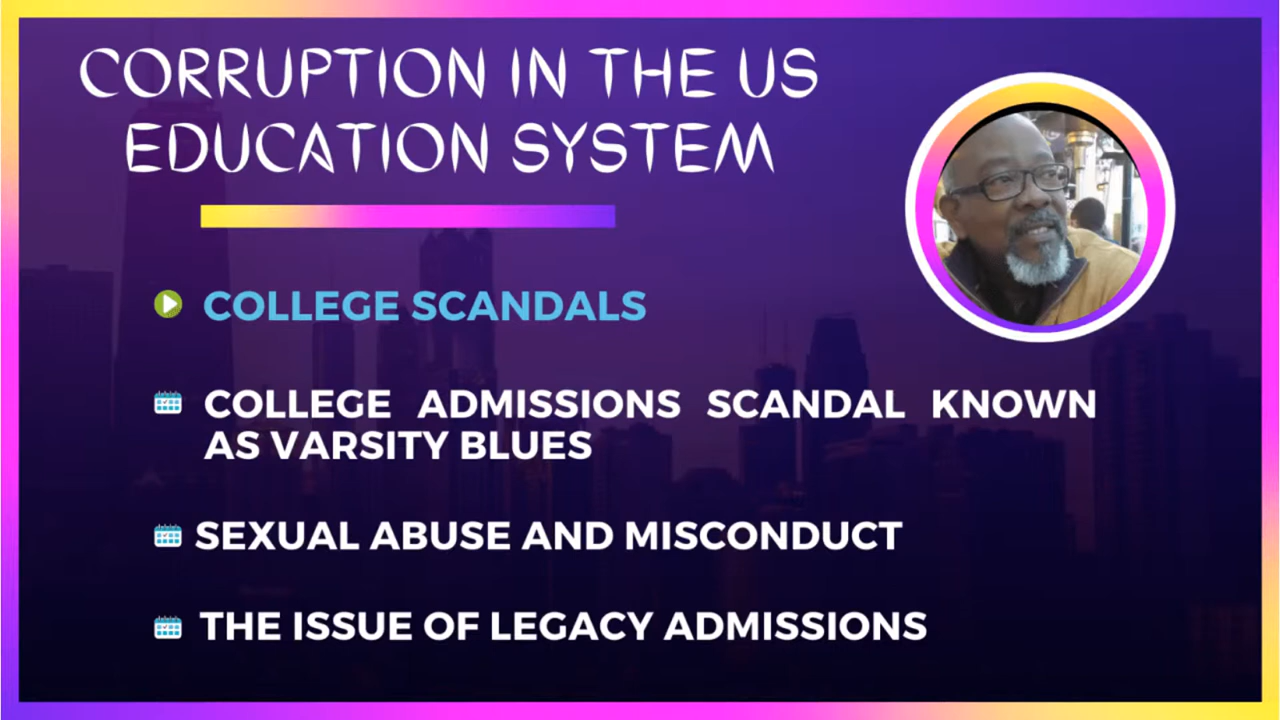 CORRUPTION IN THE US
EDUCATION SYSTEM
COLLEGE SCANDALS
COLLEGE ADMISSIONS SCANDAL KNOWN
AS VARSITY BLUES
SEXUAL ABUSE AND MISCONDUCT
THE ISSUE OF LEGACY ADMISSIONS